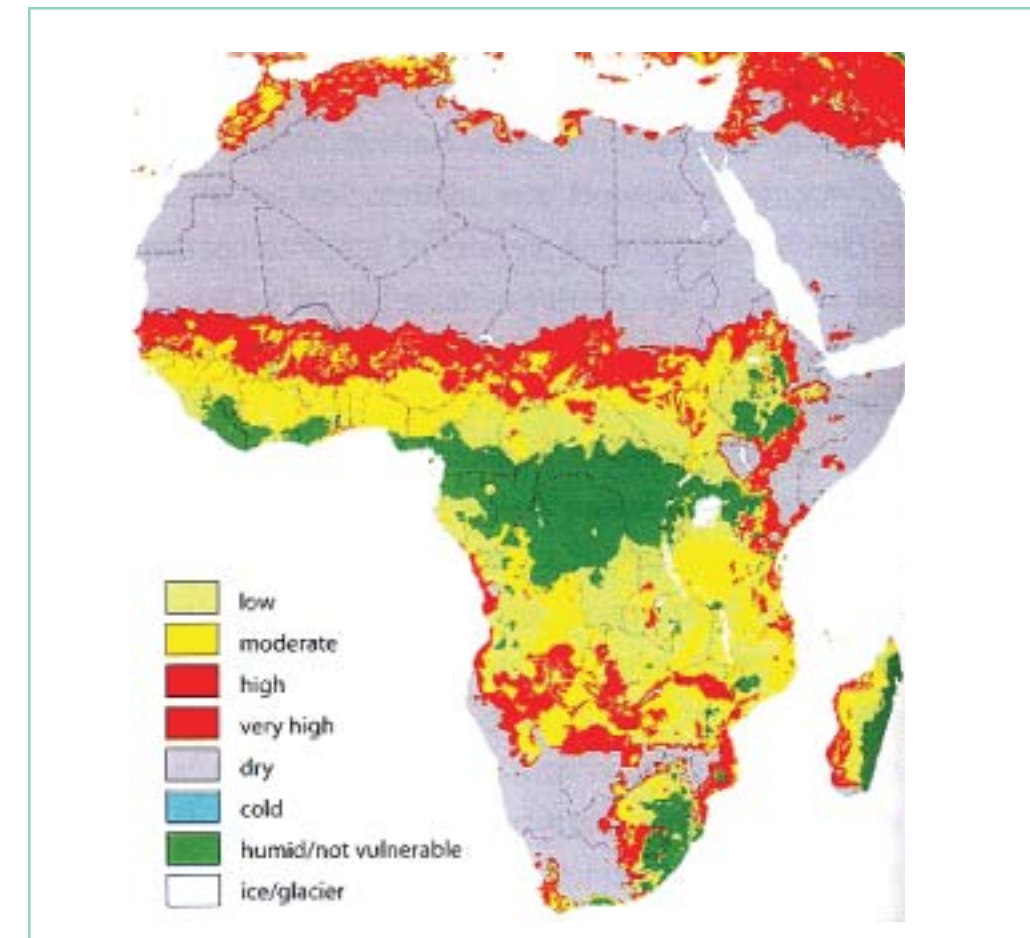 low
moderate
high
very high
dry
cold
humid/not vulnerable
ice/glacier